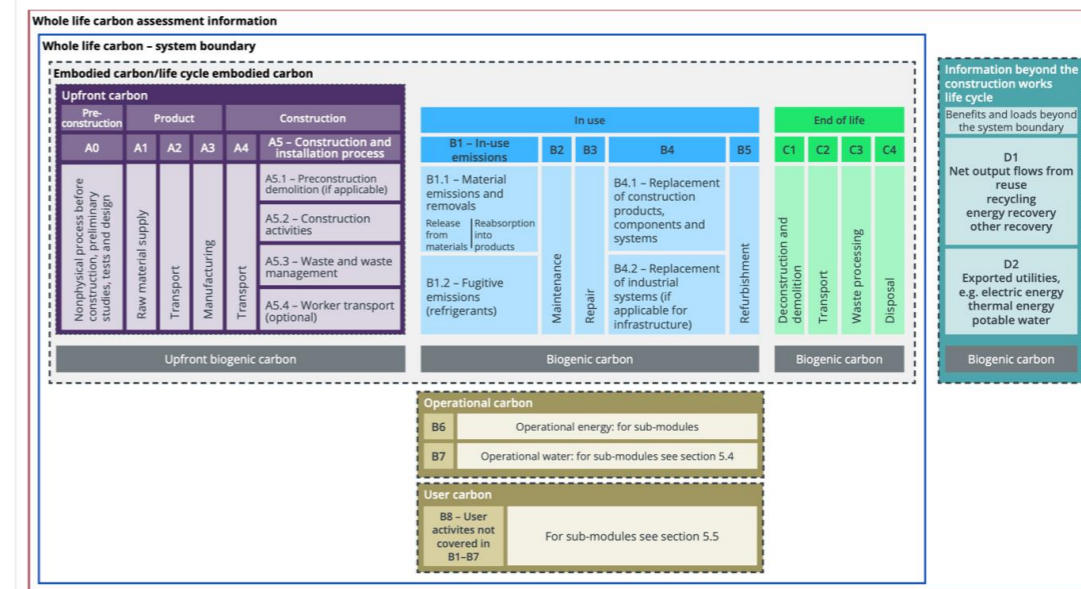 Whole life carbon assessment information
Whole life carbon – system boundary
Embodied carbon/life cycle embodied carbon
Upfront carbon
Pre-
construction
Product
Construction
A0
A1
A2
A3
A4
A5 – Construction and
installation process
Nonphysical process before
construction, preliminary
studies, tests and design
Raw material supply
Transport
Manufacturing
Transport
A5.1 – Preconstruction
demolition (if applicable)
A5.2 – Construction
activities
A5.3 – Waste and waste
management
A5.4 – Worker transport
(optional)
Upfront biogenic carbon
In use
B1 – In-use
emissions
B2
B3
B4
B5
B1.1 – Material
emissions and
removals
Release
from
materials
Reabsorption
into
products
B1.2 – Fugitive
emissions
(refrigerants)
Maintenance
Repair
B4.1 – Replacement
of construction
products,
components and
systems
B4.2 – Replacement
of industrial
systems (if
applicable for
infrastructure)
Refurbishment
Biogenic carbon
End of life
C1
C2
C3
C4
Deconstruction and
demolition
Transport
Waste processing
Disposal
Biogenic carbon
Information beyond the
construction works
life cycle
Benefits and loads beyond
the system boundary
D1
Net output flows from
reuse
recycling
energy recovery
other recovery
D2
Exported utilities,
e.g. electric energy
thermal energy
potable water
Biogenic carbon
Operational carbon
B6
Operational energy: for sub-modules
B7
Operational water: for sub-modules see section 5.4
User carbon
B8 – User
activites not
covered in
B1–B7
For sub-modules see section 5.5